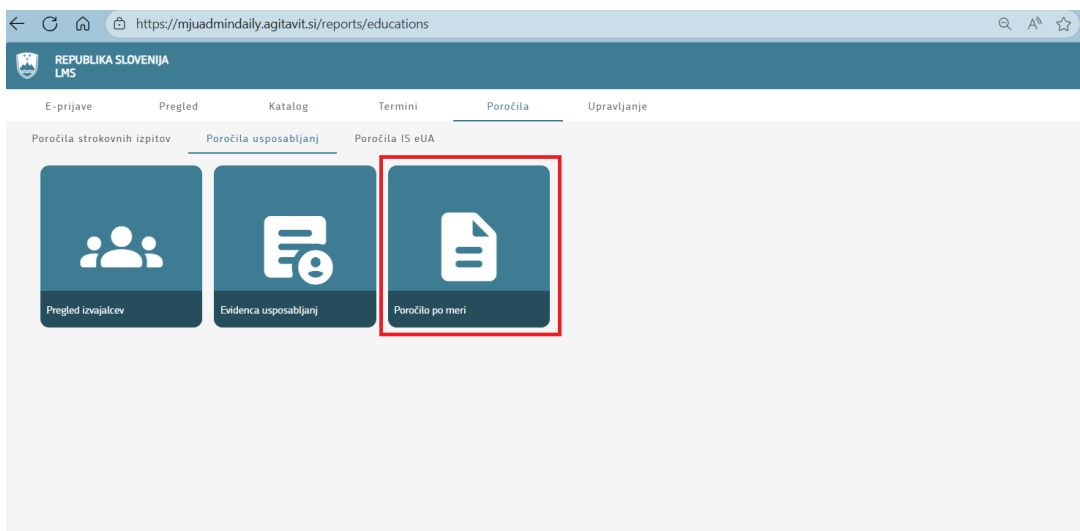 https://mjuadmindaily.agitavit.si/reports/educations
REPUBLIKA SLOVENIJA
LMS
E-prijave Pregled Katalog Termini Poročila Upravljanje
Poročila strokovnih izpitov Poročila usposabljanj Poročila IS eUA
Pregled izvajalcev Evidenca usposabljanj Poročilo po meri